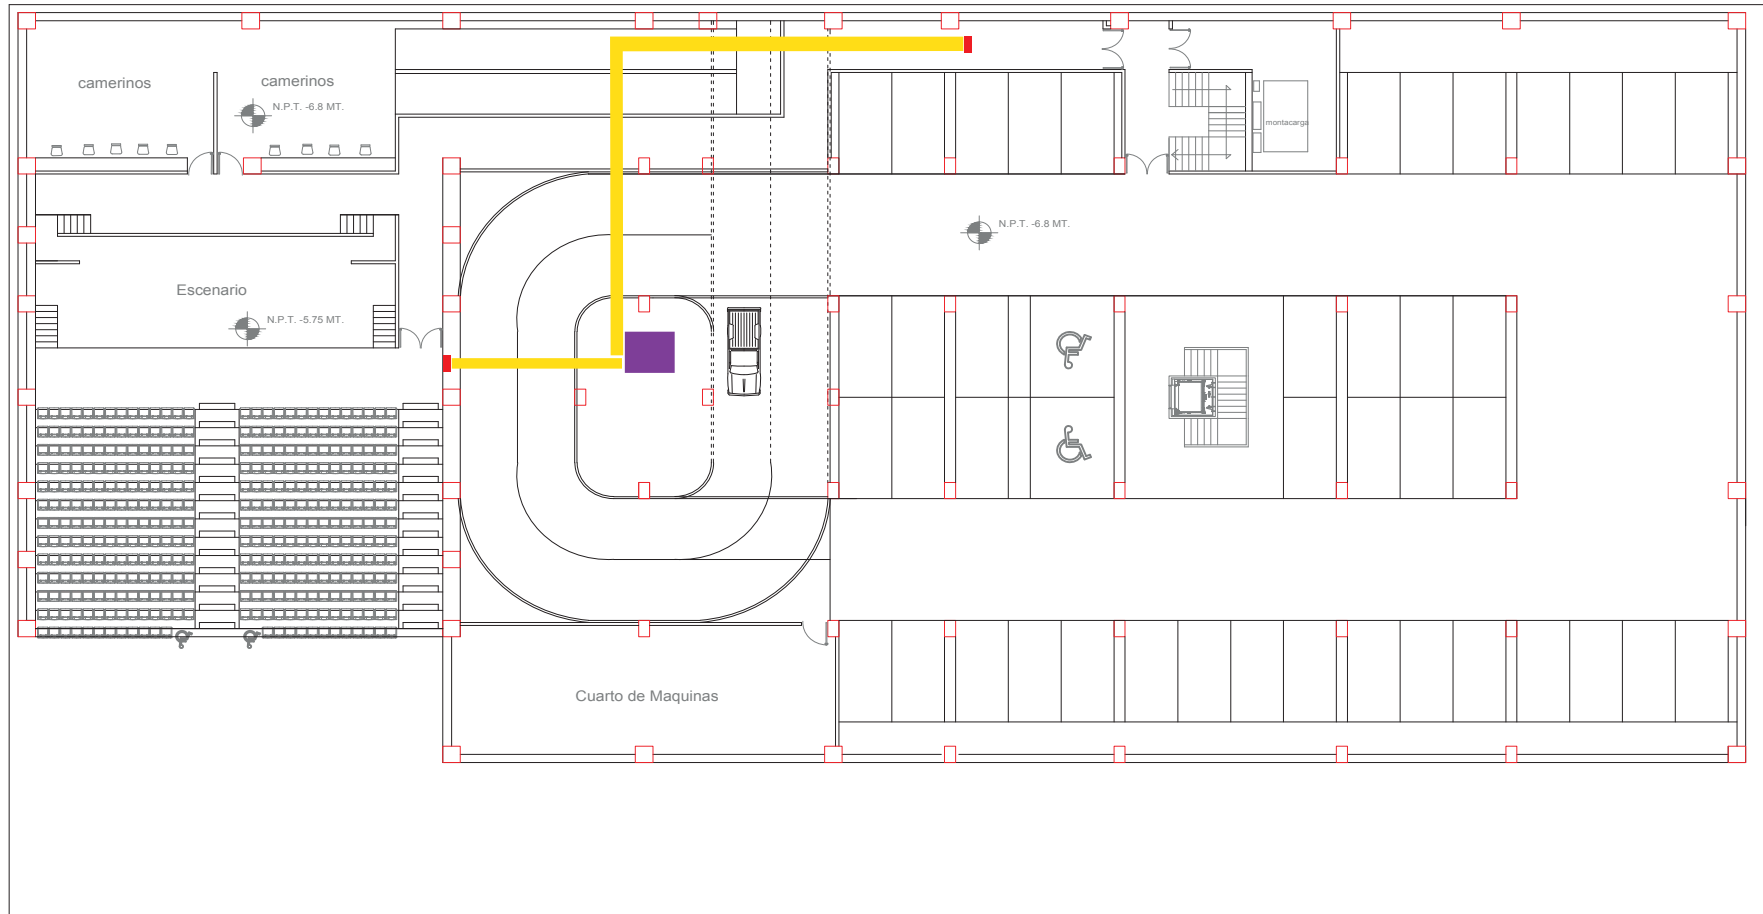 camerinos
camerinos
N.P.T. -6.8 MT.
montacarga
N.P.T. -6.8 MT.
Escenario
N.P.T. -5.75 MT.
Cuarto de Maquinas